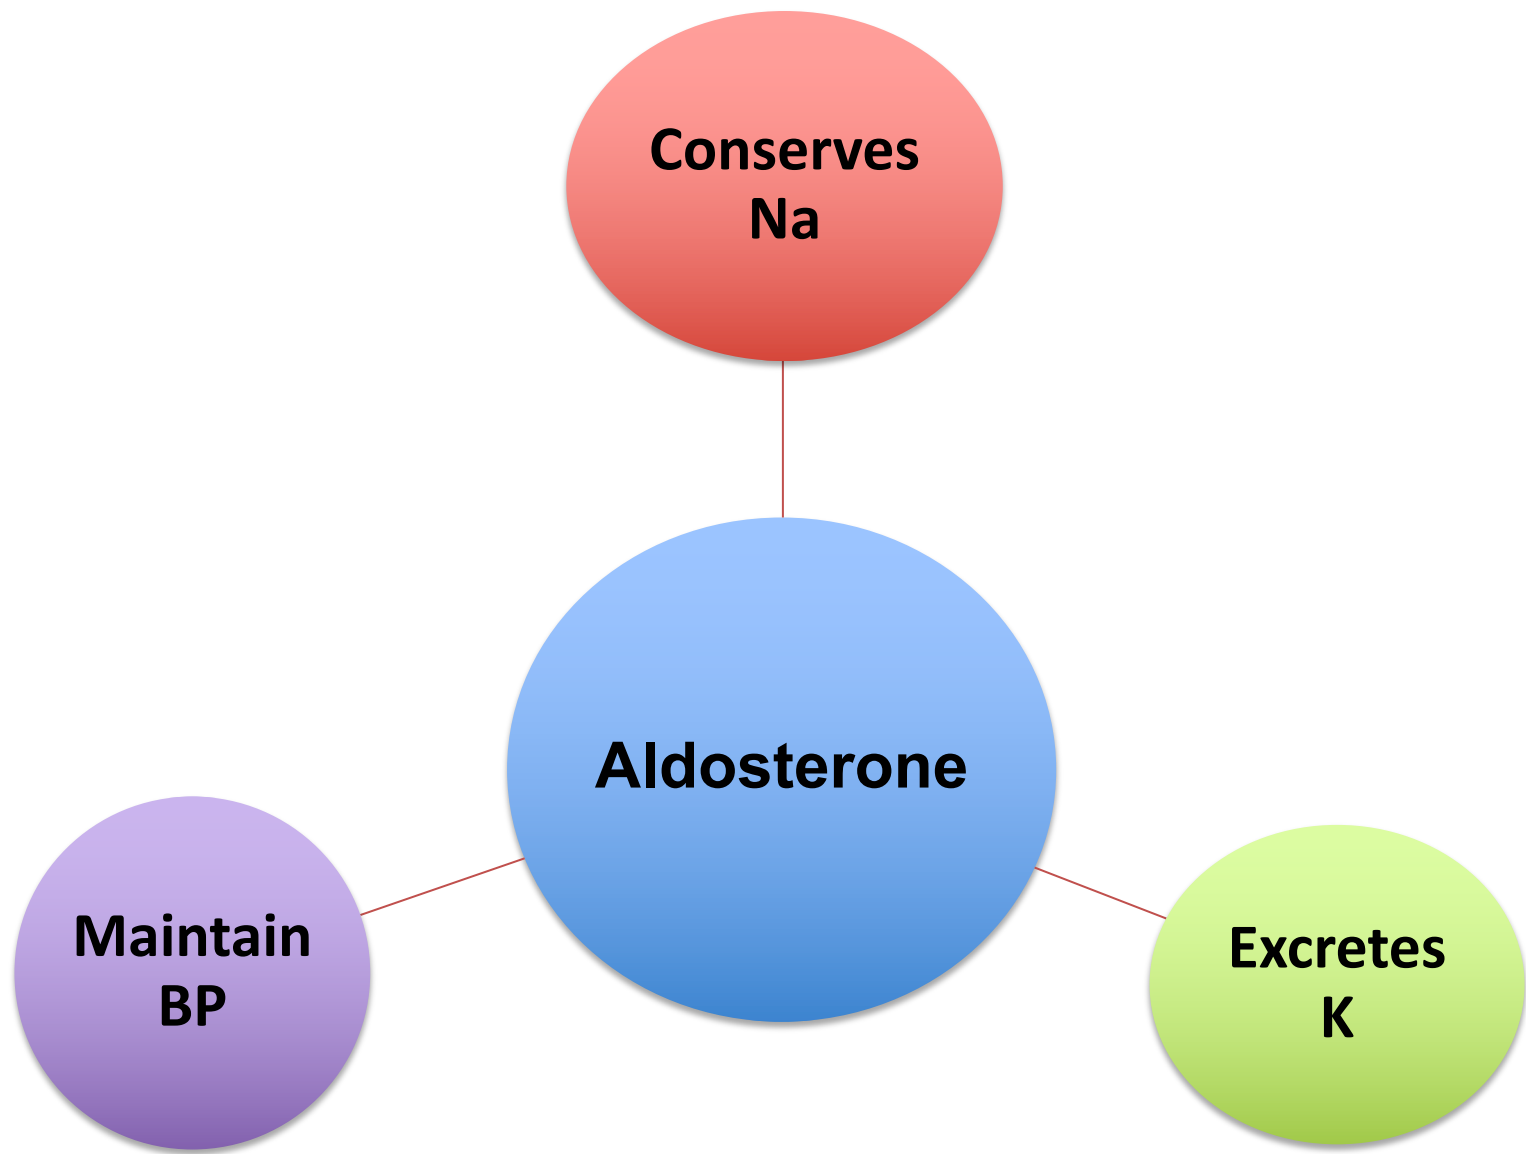 Conserves
Na
Aldosterone
Maintain
BP
Excretes
K